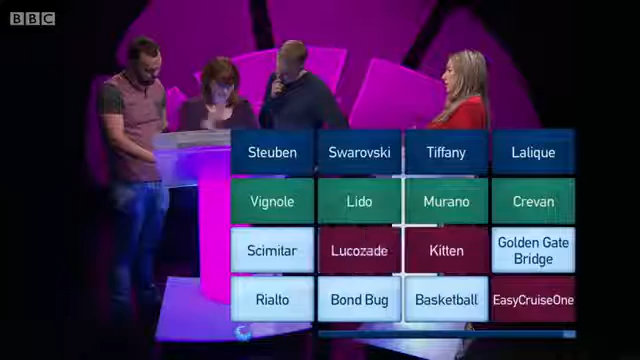 BBC
Steuben
Swarovski
Tiffany
Lalique
Vignole
Lido
Murano
Crevan
Scimitar
Lucozade
Kitten
Golden Gate
Bridge
Rialto
Bond Bug
Basketball
EasyCruiseOne